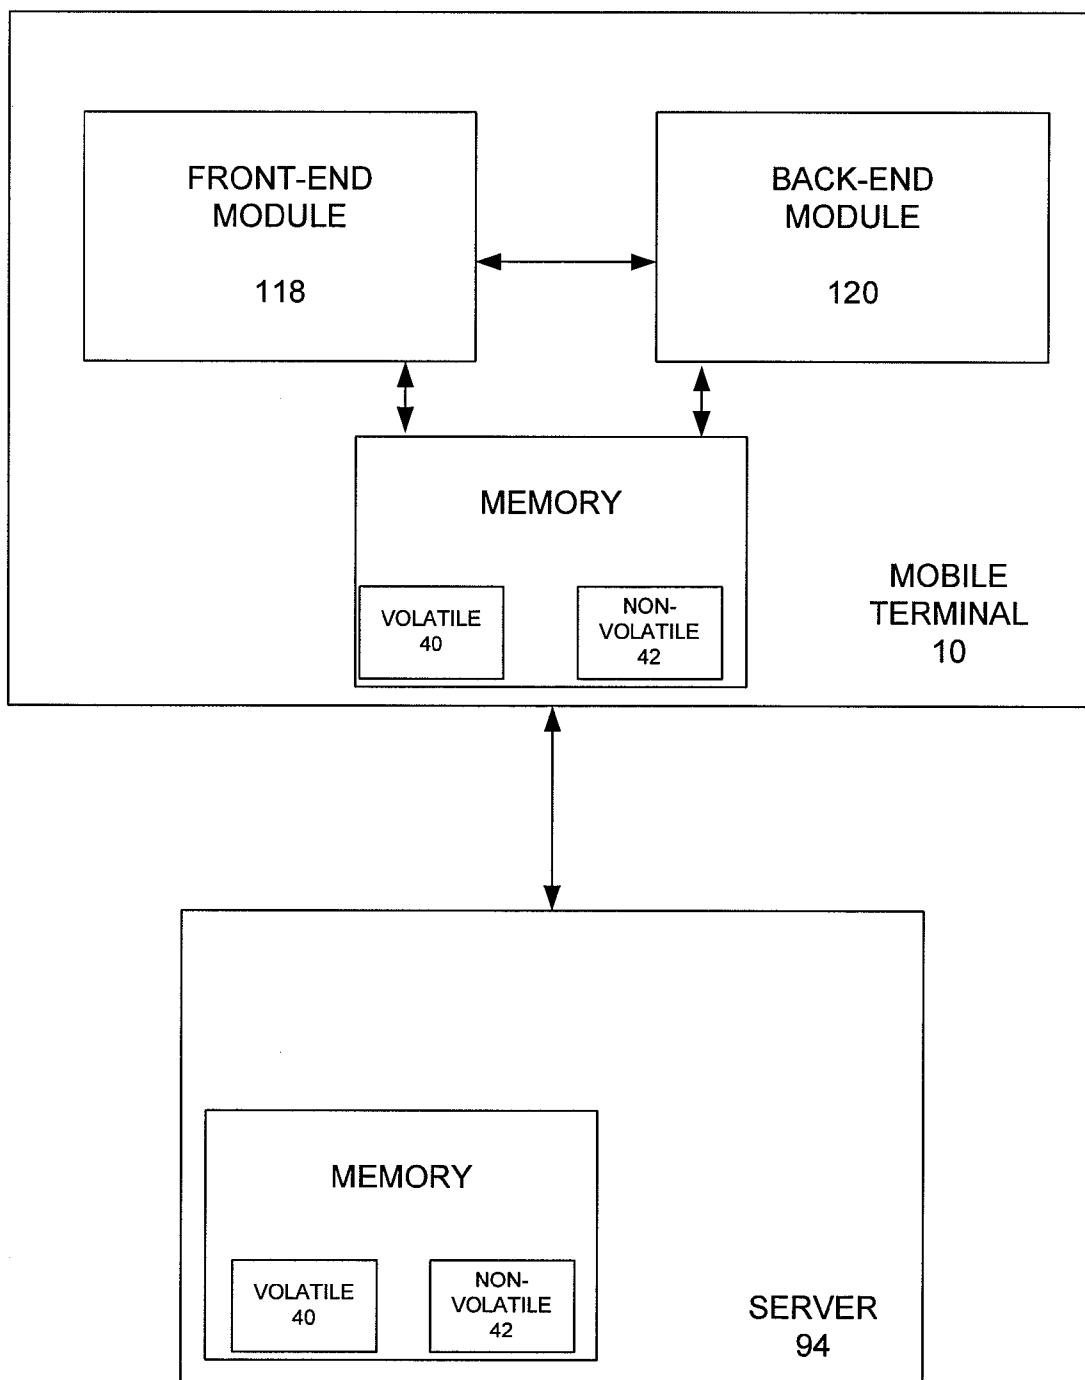 FRONT-END
MODULE
118
BACK-END
MODULE
120
MEMORY
VOLATILE
40
NON-
VOLATILE
42
MOBILE
TERMINAL
10
MEMORY
VOLATILE
40
NON-
VOLATILE
42
SERVER
94